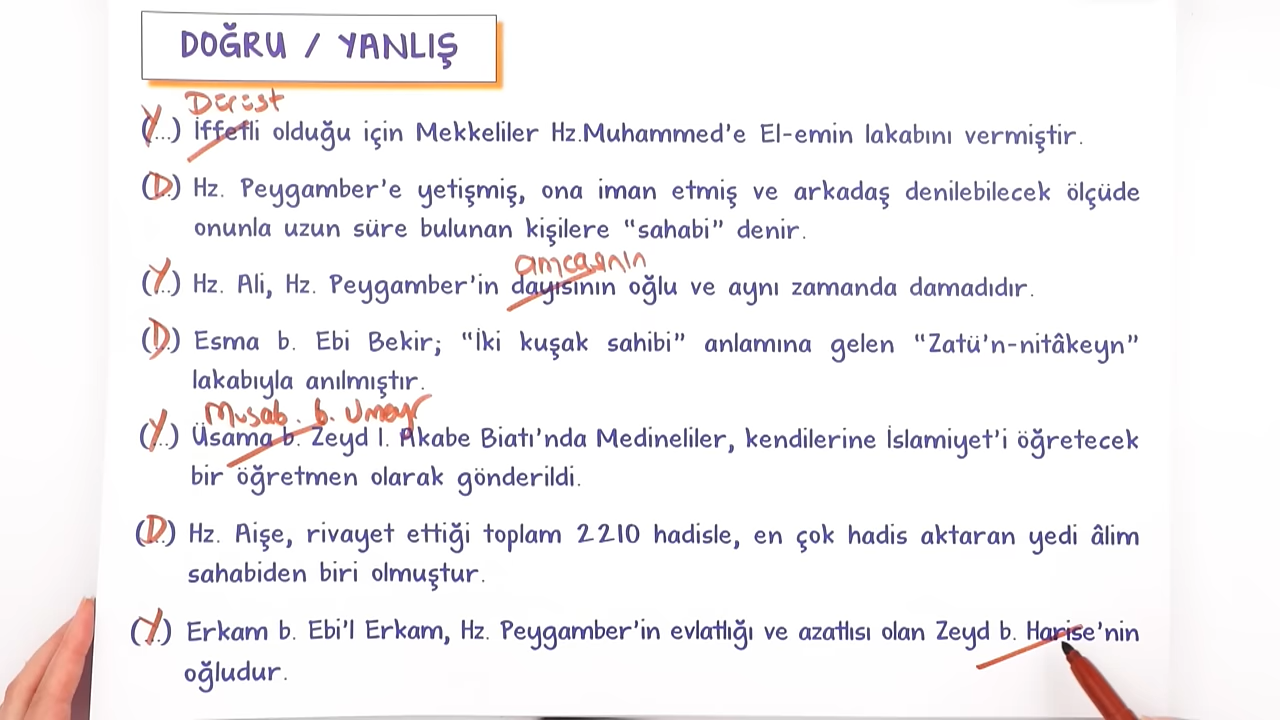 DOĞRU / YANLIŞ
Dürüst
(Y) İffetli olduğu için Mekkeliler Hz.Muhammed'e El-emin lakabını vermiştir.
(D) Hz. Peygamber'e yetişmiş, ona iman etmiş ve arkadaş denilebilecek ölçüde
onunla uzun süre bulunan kişilere “sahabi” denir.
amcasının
(Y) Hz. Ali, Hz. Peygamber'in dayısının oğlu ve aynı zamanda damadıdır.
(D) Esma b. Ebi Bekir; “İki kuşak sahibi” anlamına gelen “Zatü'n-nitâkeyn”
lakabıyla anılmıştır.
Musab. b. Umeyr
(Y) Üsama b. Zeyd I. Akabe Biatı'nda Medineliler, kendilerine İslamiyet'i öğretecek
bir öğretmen olarak gönderildi.
(D) Hz. Aişe, rivayet ettiği toplam 2210 hadisle, en çok hadis aktaran yedi âlim
sahabiden biri olmuştur.
(Y) Erkam b. Ebi'l Erkam, Hz. Peygamber'in evlatlığı ve azatlısı olan Zeyd b. Harise'nin
oğludur.